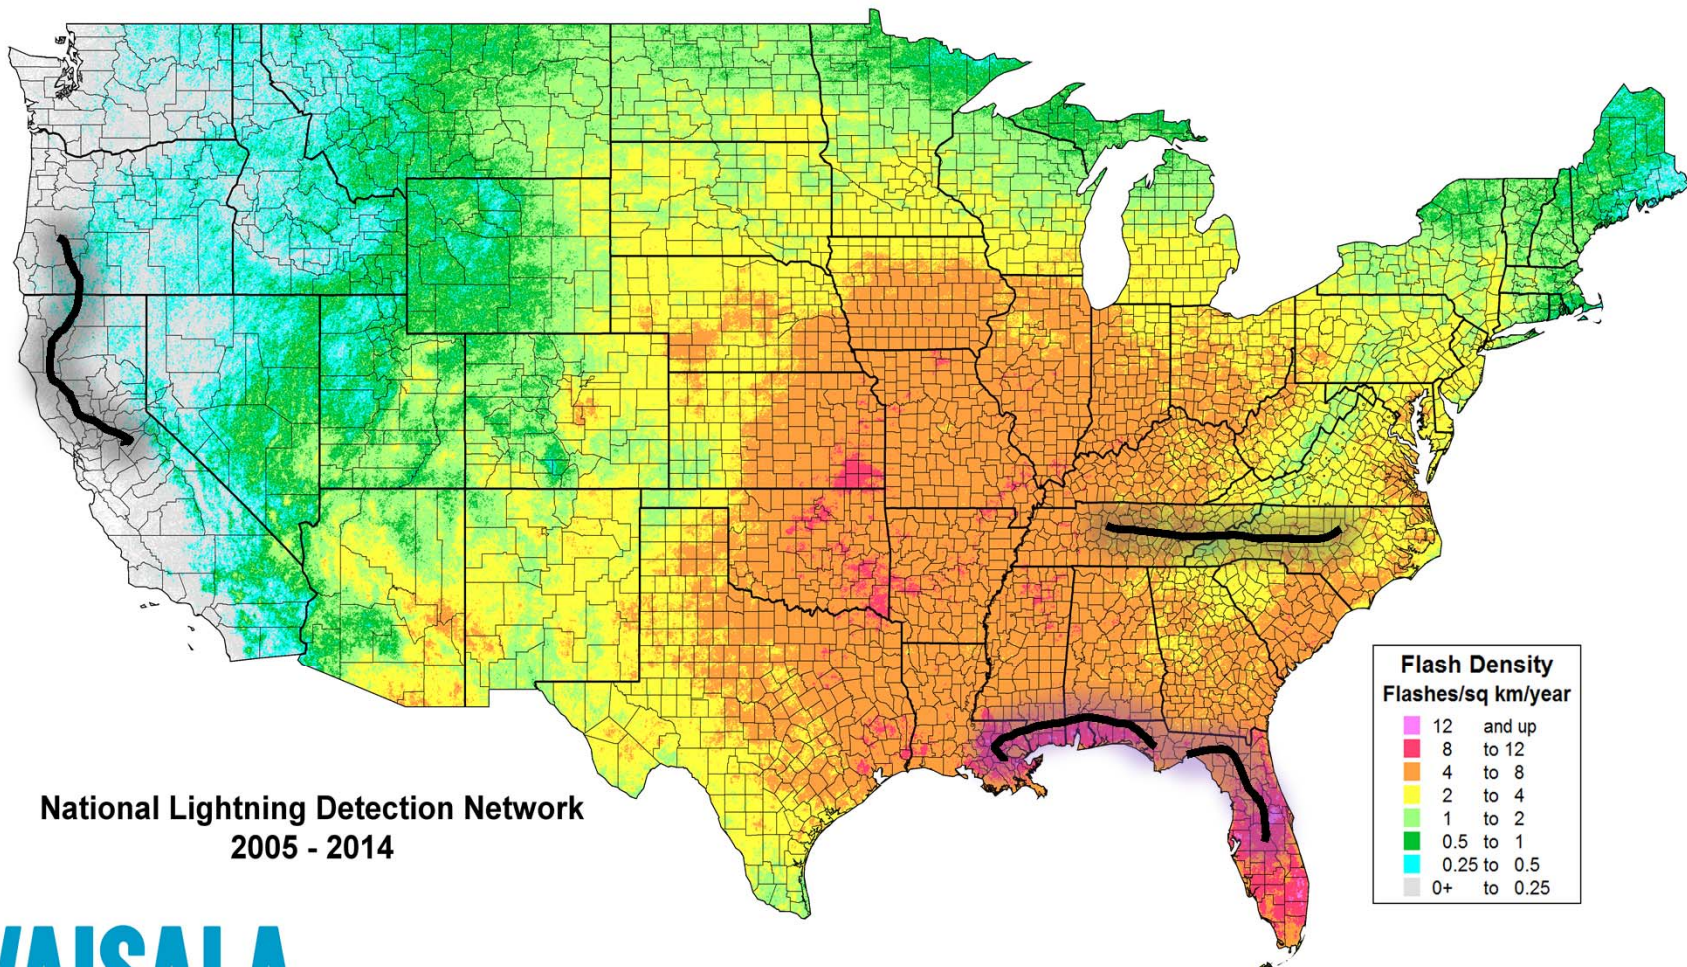 National Lightning Detection Network
2005 - 2014
VAISALA
Flash Density
Flashes/sq km/year
12 and up
8 to 12
4 to 8
2 to 4
1 to 2
0.5 to 1
0.25 to 0.5
0+ to 0.25